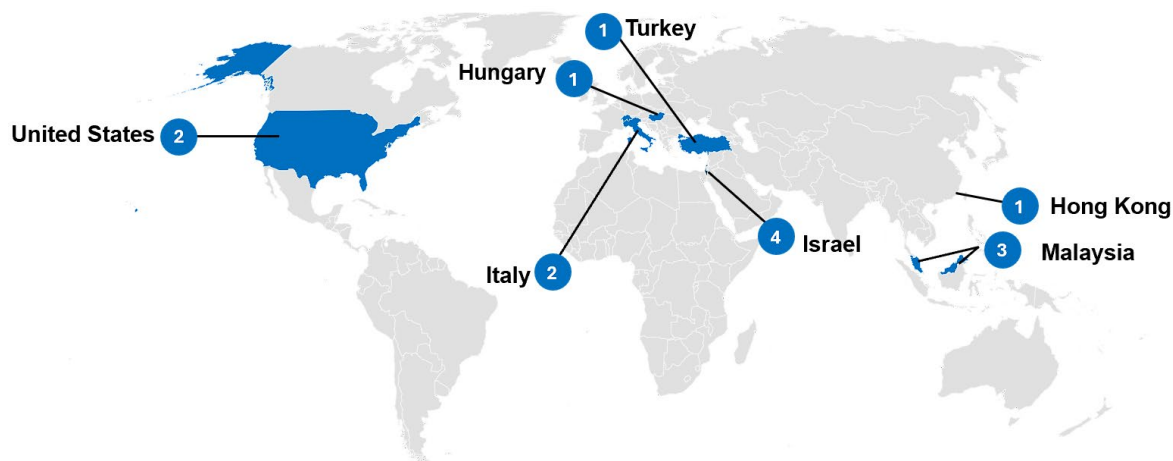 1 Turkey
Hungary 1
United States 2
1 Hong Kong
4 Israel
3 Malaysia
Italy 2